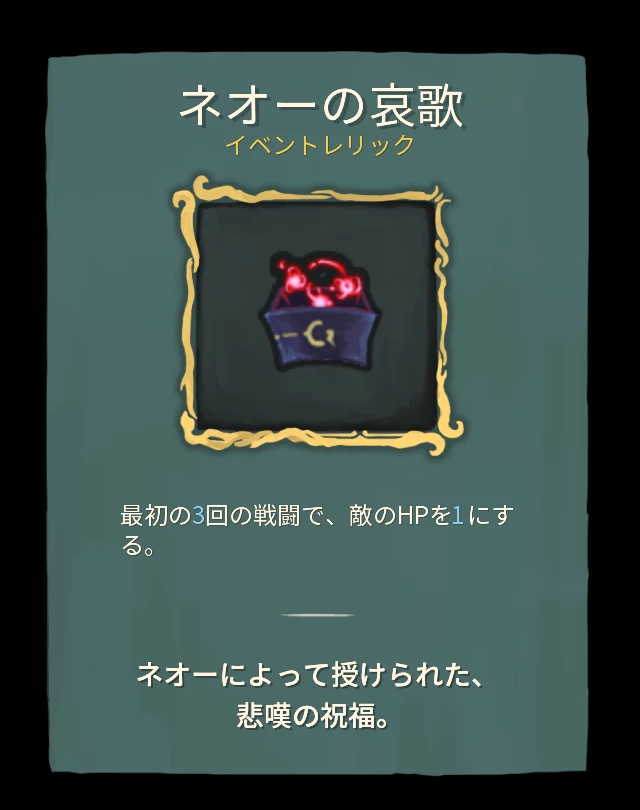 ネオーの哀歌
イベントレリック
最初の3回の戦闘で、敵のHPを1にす
る。
ネオーによって授けられた、
悲嘆の祝福。